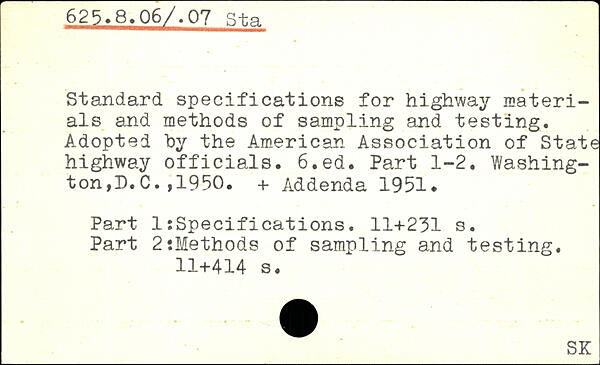 625.8.06/.07 Sta
Standard specifications for highway materi-
als and methods of sampling and testing.
Adopted by the American Association of State
highway officials. 6.ed. Part 1-2. Washing-
ton,D.C.,1950. + Addenda 1951.
Part 1:Specifications. 11+231 s.
Part 2:Methods of sampling and testing.
11+414 s.
SK